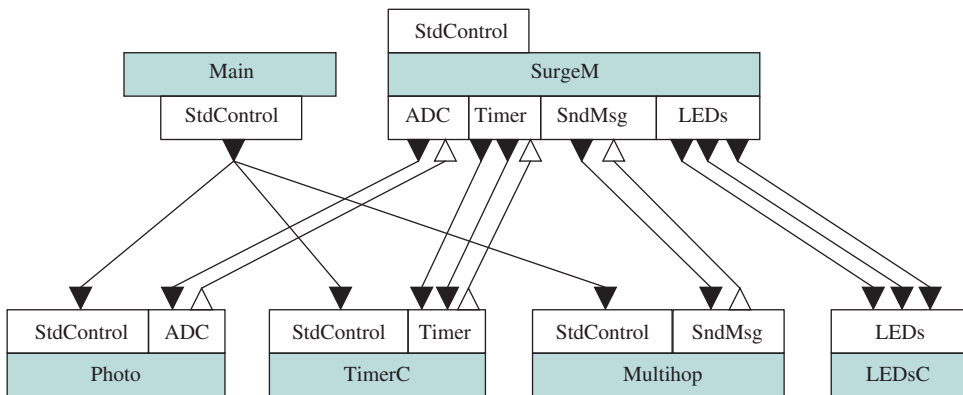 StdControl
Main
SurgeM
StdControl
ADC
Timer
SndMsg
LEDs
StdControl
ADC
StdControl
Timer
StdControl
SndMsg
LEDs
Photo
TimerC
Multihop
LEDsC